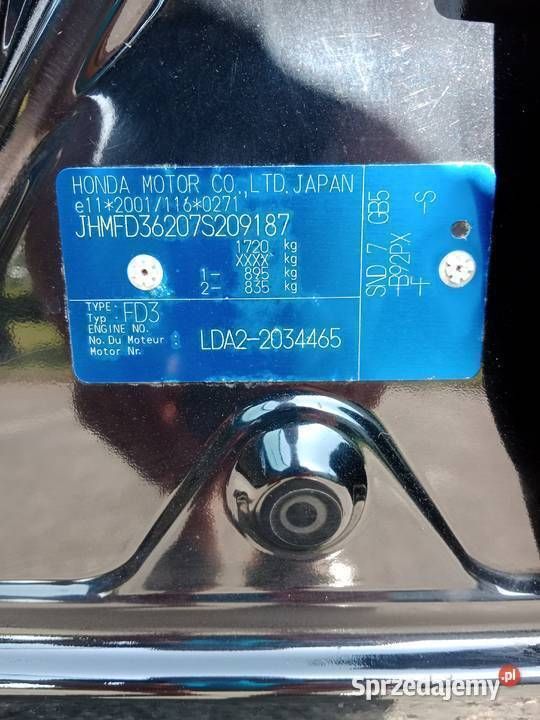 HONDA MOTOR CO.,LTD.JAPAN
e11*2001/116*0271
JHMFD36207S209187
1720 kg
XXXX kg
1- 895 kg
2- 835 kg
TYPE:
Typ : FD3
ENGINE NO.
No.Du Moteur : LDA2-2034465
Motor Nr.
SND 7 GB5
B92PX -S
F
Sprzedajemy.pl